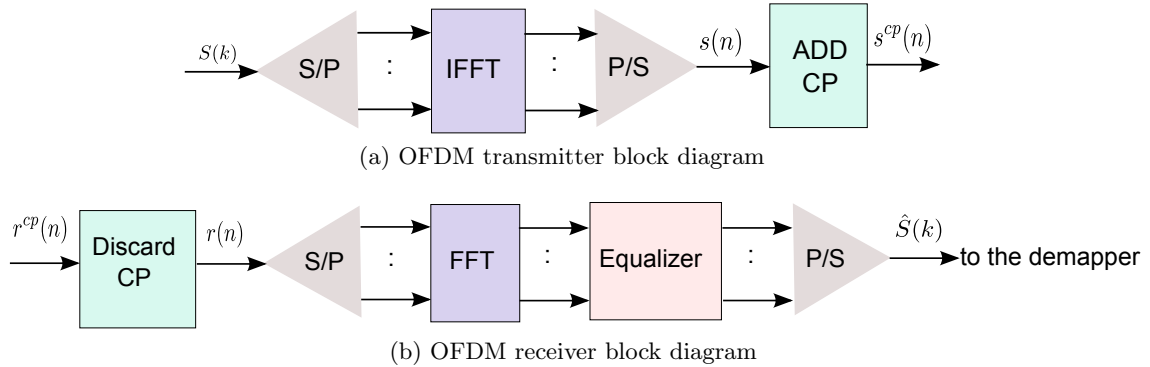 S(k) S/P : IFFT : P/S s(n) ADD CP s^{cp}(n)
(a) OFDM transmitter block diagram
r^{cp}(n) Discard CP r(n) S/P : FFT : Equalizer : P/S Ŝ(k) to the demapper
(b) OFDM receiver block diagram